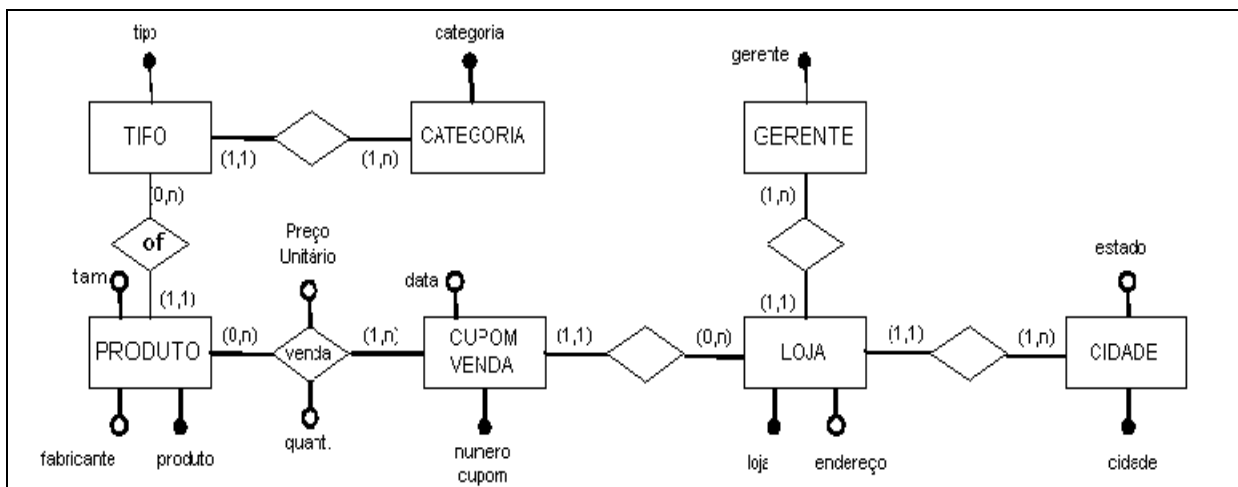 tipo
categoria
gerente
TIFO
CATEGORIA
GERENTE
(1,1)
(1,n)
(0,n)
(1,n)
of
Preço
Unitário
estado
tam
data
(1,1)
(0,n)
(1,n)
(1,1)
(0,n)
(1,1)
(1,1)
(1,n)
PRODUTO
venda
CUPOM
VENDA
LOJA
CIDADE
fabricante
produto
quant.
nunero
cupom
loja
endereço
cidade